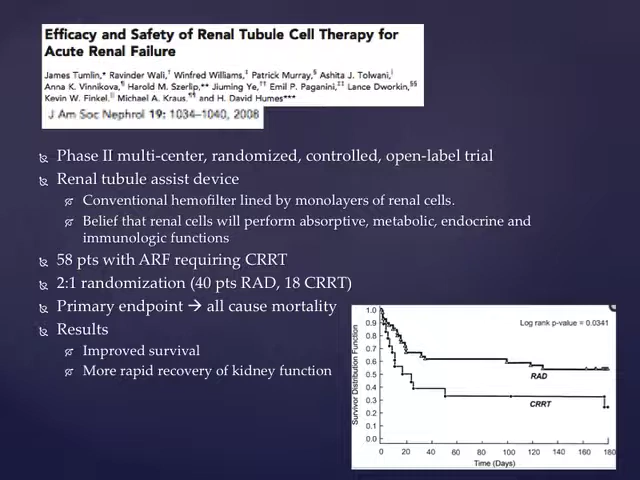 Efficacy and Safety of Renal Tubule Cell Therapy for
Acute Renal Failure
James Tumlin,* Ravinder Wali,† Winfred Williams,‡ Patrick Murray,§ Ashita J. Tolwani,‖
Anna K. Vinnikova,¶ Harold M. Szerlip,** Jiuming Ye,†† Emil P. Paganini,‡‡ Lance Dworkin,§§
Kevin W. Finkel,‖‖ Michael A. Kraus,¶¶ and H. David Humes***
J Am Soc Nephrol 19: 1034–1040, 2008
Phase II multi-center, randomized, controlled, open-label trial
Renal tubule assist device
Conventional hemofilter lined by monolayers of renal cells.
Belief that renal cells will perform absorptive, metabolic, endocrine and
immunologic functions
58 pts with ARF requiring CRRT
2:1 randomization (40 pts RAD, 18 CRRT)
Primary endpoint → all cause mortality
Results
Improved survival
More rapid recovery of kidney function
Survivor Distribution Function
1.0
0.9
0.8
0.7
0.6
0.5
0.4
0.3
0.2
0.1
0.0
Log rank p-value = 0.0341
RAD
CRRT
0 20 40 60 80 100 120 140 160 180
Time (Days)